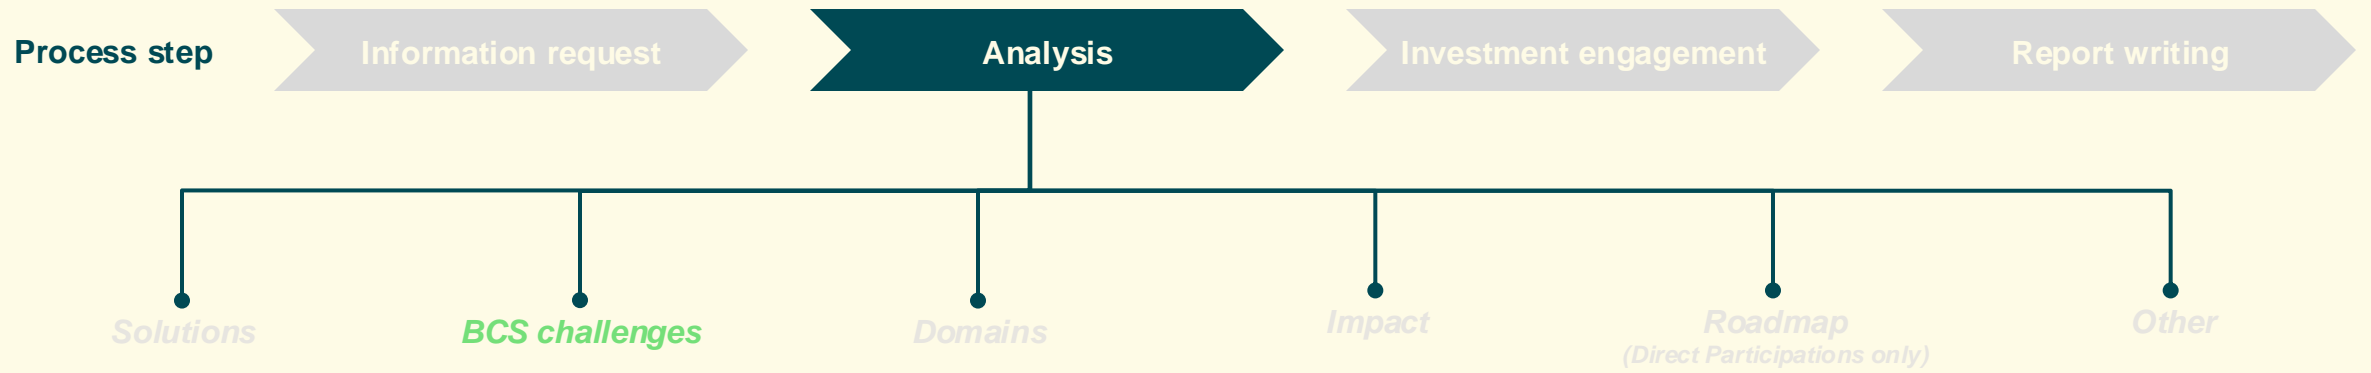 Process step
Information request
Analysis
Investment engagement
Report writing
Solutions
BCS challenges
Domains
Impact
Roadmap
(Direct Participations only)
Other